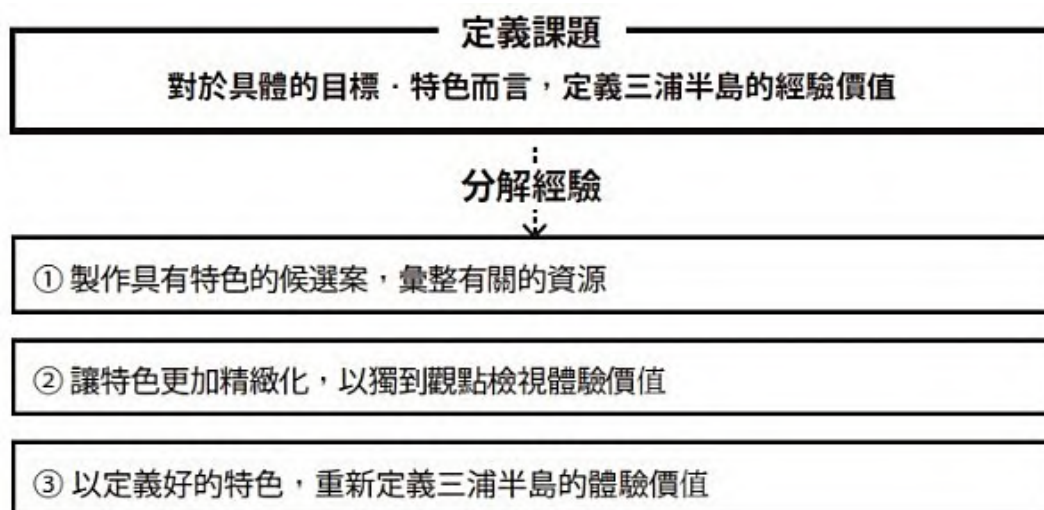 定義課題
對於具體的目標・特色而言，定義三浦半島的經驗價值
分解經驗
① 製作具有特色的候選案，彙整有關的資源
② 讓特色更加精緻化，以獨到觀點檢視體驗價值
③ 以定義好的特色，重新定義三浦半島的體驗價值